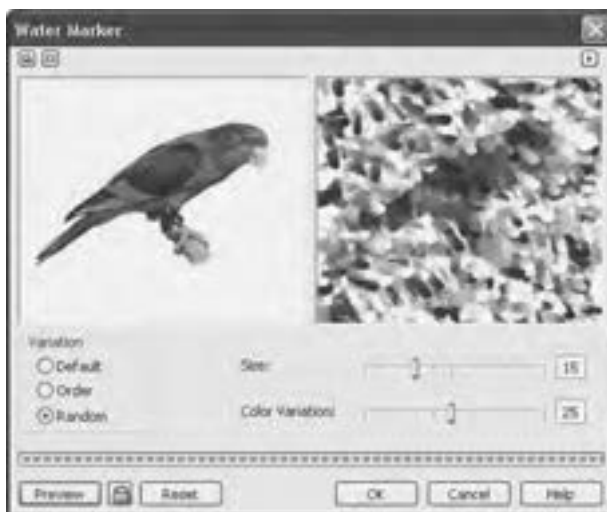 Water Marker
Variation
Default
Order
Random
Size: 15
Color Variation: 25
Preview Reset OK Cancel Help